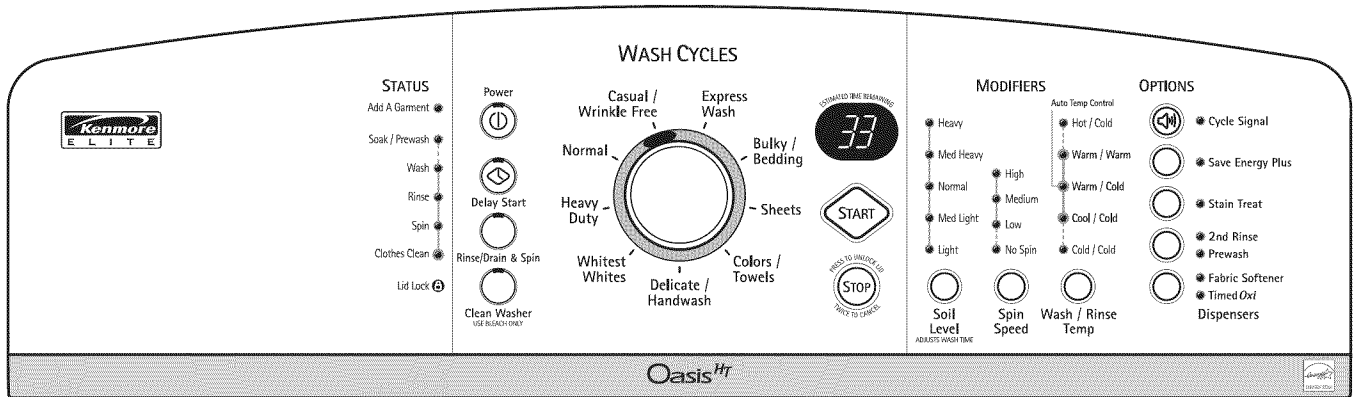 Kenmore
ELITE
STATUS
Add A Garment
Soak / Prewash
Wash
Rinse
Spin
Clothes Clean
Lid Lock
Power
Delay Start
Rinse/Drain & Spin
Clean Washer
USE BLEACH ONLY
WASH CYCLES
Casual /
Wrinkle Free
Express
Wash
Normal
Bulky /
Bedding
Heavy
Duty
Sheets
Whitest
Whites
Colors /
Towels
Delicate /
Handwash
ESTIMATED TIME REMAINING
33
START
PRESS TO UNLOCK LID
STOP
TWICE TO CANCEL
MODIFIERS
Heavy
Med Heavy
Normal
Med Light
Light
Soil
Level
ADJUSTS WASH TIME
High
Medium
Low
No Spin
Spin
Speed
Auto Temp Control
Hot / Cold
Warm / Warm
Warm / Cold
Cool / Cold
Cold / Cold
Wash / Rinse
Temp
OPTIONS
Cycle Signal
Save Energy Plus
Stain Treat
2nd Rinse
Prewash
Fabric Softener
Timed Oxi
Dispensers
Oasis HT